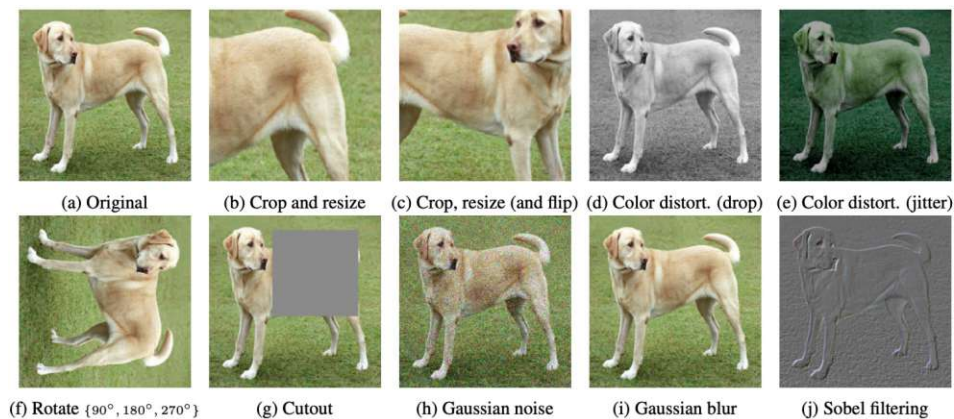 (a) Original
(b) Crop and resize
(c) Crop, resize (and flip)
(d) Color distort. (drop)
(e) Color distort. (jitter)
(f) Rotate {90°, 180°, 270°}
(g) Cutout
(h) Gaussian noise
(i) Gaussian blur
(j) Sobel filtering